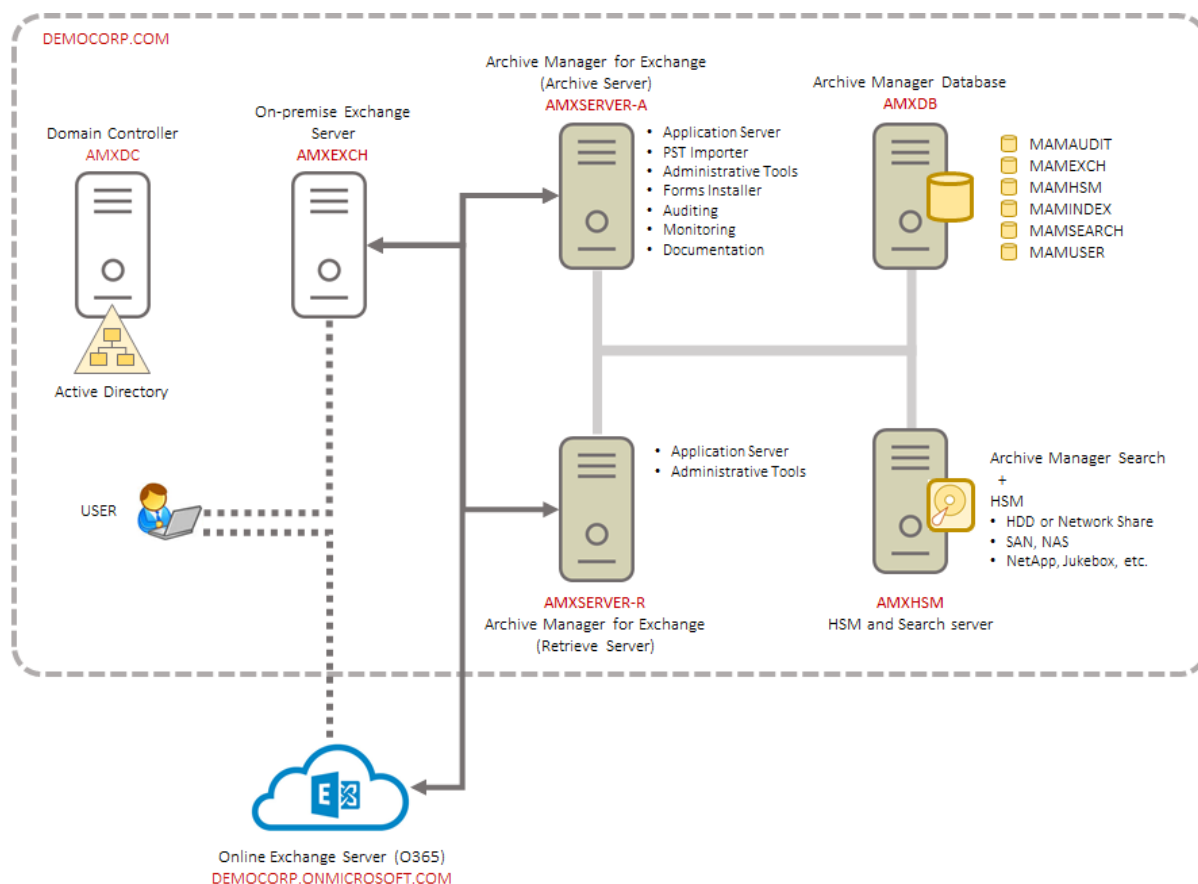 DEMOCORP.COM
Domain Controller
AMXDC
Active Directory
On-premise Exchange
Server
AMXEXCH
Archive Manager for Exchange
(Archive Server)
AMXSERVER-A
• Application Server
• PST Importer
• Administrative Tools
• Forms Installer
• Auditing
• Monitoring
• Documentation
Archive Manager Database
AMXDB
MAMAUDIT
MAMEXCH
MAMHSM
MAMINDEX
MAMSEARCH
MAMUSER
USER
• Application Server
• Administrative Tools
AMXSERVER-R
Archive Manager for Exchange
(Retrieve Server)
Archive Manager Search
+
HSM
• HDD or Network Share
• SAN, NAS
• NetApp, Jukebox, etc.
AMXHSM
HSM and Search server
E
Online Exchange Server (O365)
DEMOCORP.ONMICROSOFT.COM